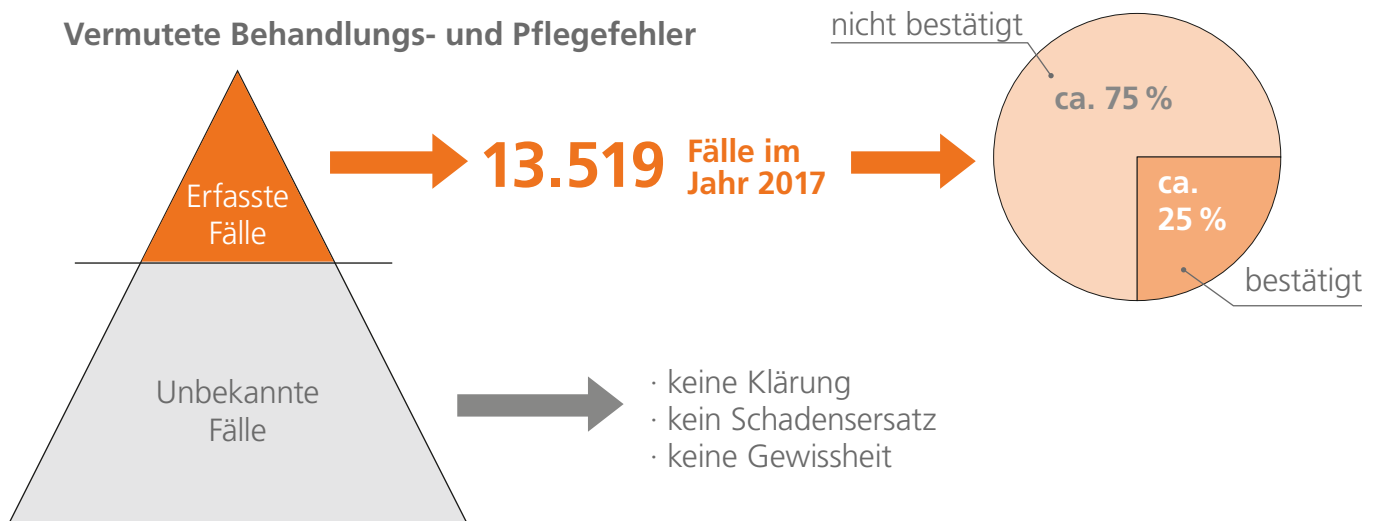 Vermutete Behandlungs- und Pflegefehler
Erfasste
Fälle
13.519
Fälle im
Jahr 2017
nicht bestätigt
ca. 75 %
ca.
25 %
bestätigt
Unbekannte
Fälle
· keine Klärung
· kein Schadensersatz
· keine Gewissheit